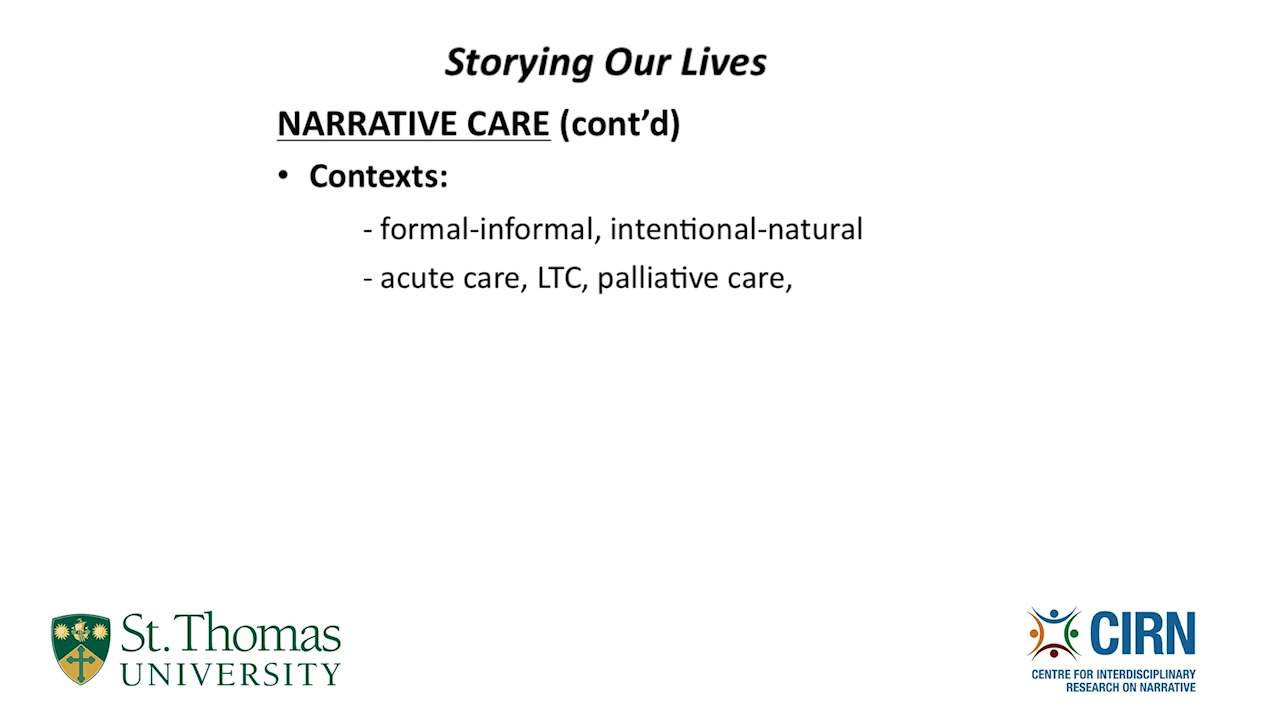 Storying Our Lives
NARRATIVE CARE (cont’d)
• Contexts:
- formal-informal, intentional-natural
- acute care, LTC, palliative care,
St. Thomas
UNIVERSITY
CIRN
CENTRE FOR INTERDISCIPLINARY
RESEARCH ON NARRATIVE